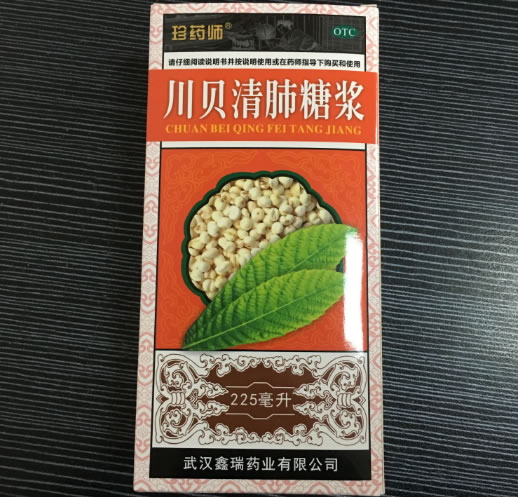 珍药师®
OTC
请仔细阅读说明书并按说明使用或在药师指导下购买和使用
川贝清肺糖浆
CHUAN BEI QING FEI TANG JIANG
225毫升
武汉鑫瑞药业有限公司